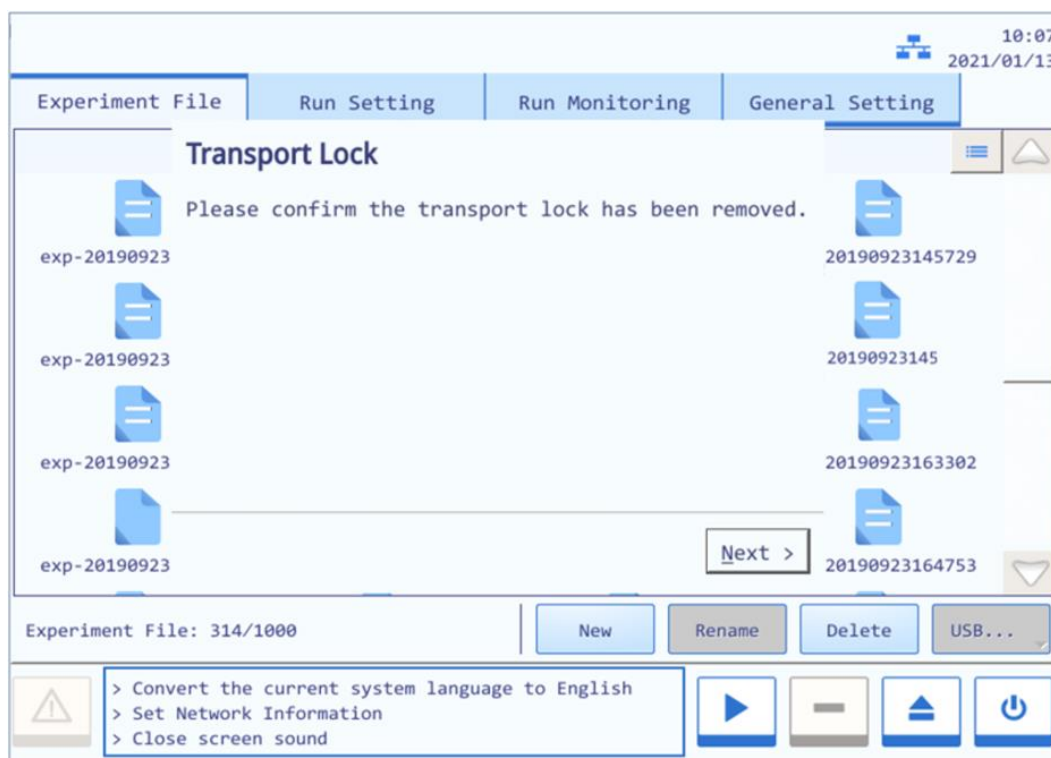 10:07
2021/01/13
Experiment File
Run Setting
Run Monitoring
General Setting
Transport Lock
Please confirm the transport lock has been removed.
exp-20190923
20190923145729
exp-20190923
20190923145
exp-20190923
20190923163302
Next >
exp-20190923
20190923164753
Experiment File: 314/1000
New
Rename
Delete
USB...
> Convert the current system language to English
> Set Network Information
> Close screen sound